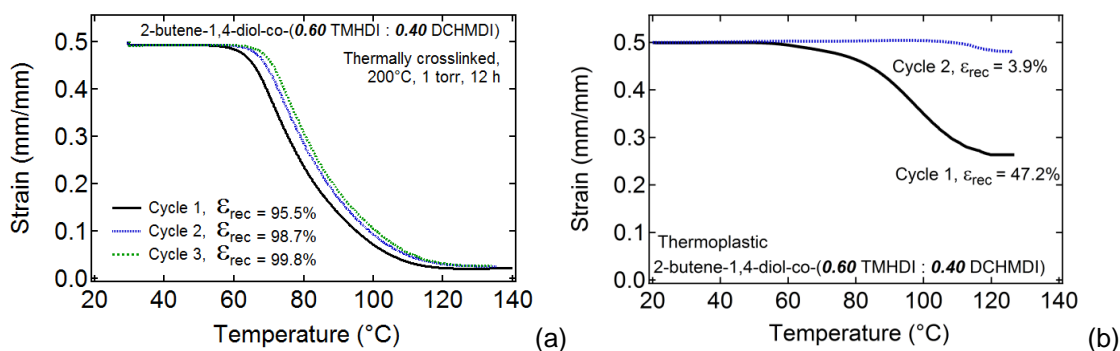 2-butene-1,4-diol-co-(0.60 TMHDI : 0.40 DCHMDI)
Thermally crosslinked,
200°C, 1 torr, 12 h
Strain (mm/mm)
0.5
0.4
0.3
0.2
0.1
0.0
Cycle 1, εrec = 95.5%
Cycle 2, εrec = 98.7%
Cycle 3, εrec = 99.8%
20 40 60 80 100 120 140
Temperature (°C)
(a)
Strain (mm/mm)
0.5
0.4
0.3
0.2
0.1
0.0
Cycle 2, εrec = 3.9%
Cycle 1, εrec = 47.2%
Thermoplastic
2-butene-1,4-diol-co-(0.60 TMHDI : 0.40 DCHMDI)
20 40 60 80 100 120 140
Temperature (°C)
(b)